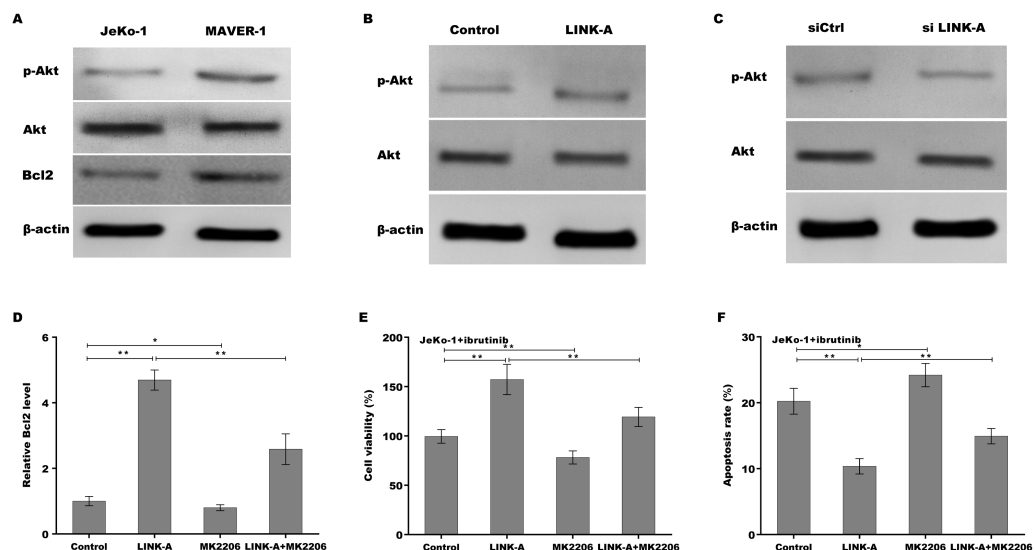 A
JeKo-1 MAVER-1
p-Akt
Akt
Bcl2
β-actin
B
Control LINK-A
p-Akt
Akt
β-actin
C
siCtrl si LINK-A
p-Akt
Akt
β-actin
D
Relative Bcl2 level
6
4
2
0
*
** **
Control LINK-A MK2206 LINK-A+MK2206
E
JeKo-1+ibrutinib
Cell viability (%)
200
150
100
50
0
**
** **
Control LINK-A MK2206 LINK-A+MK2206
F
JeKo-1+ibrutinib
Apoptosis rate (%)
30
20
10
0
*
** **
Control LINK-A MK2206 LINK-A+MK2206